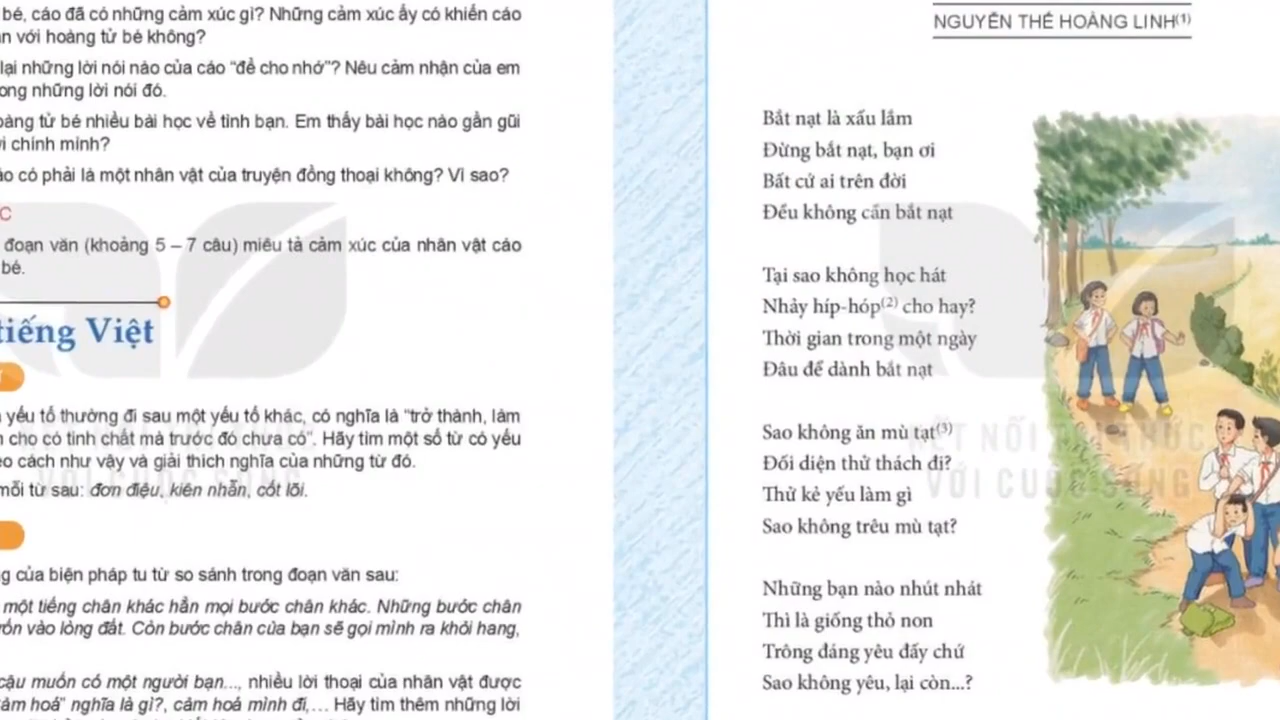 bé, cáo đã có những cảm xúc gì? Những cảm xúc ấy có khiến cáo
n với hoàng tử bé không?
lại những lời nói nào của cáo “để cho nhớ”? Nêu cảm nhận của em
ong những lời nói đó.
oàng tử bé nhiều bài học về tình bạn. Em thấy bài học nào gần gũi
i chính mình?
áo có phải là một nhân vật của truyện đồng thoại không? Vì sao?
C
đoạn văn (khoảng 5 – 7 câu) miêu tả cảm xúc của nhân vật cáo
bé.
tiếng Việt
yếu tố thường đi sau một yếu tố khác, có nghĩa là “trở thành, làm
n cho có tính chất mà trước đó chưa có”. Hãy tìm một số từ có yếu
eo cách như vậy và giải thích nghĩa của những từ đó.
mỗi từ sau: đơn điệu, kiên nhẫn, cốt lõi.
g của biện pháp tu từ so sánh trong đoạn văn sau:
một tiếng chân khác hẳn mọi bước chân khác. Những bước chân
rốn vào lòng đất. Còn bước chân của bạn sẽ gọi mình ra khỏi hang,
cậu muốn có một người bạn..., nhiều lời thoại của nhân vật được
cảm hoá” nghĩa là gì?, cảm hoá mình đi,… Hãy tìm thêm những lời
NGUYỄN THẾ HOÀNG LINH(1)
Bắt nạt là xấu lắm
Đừng bắt nạt, bạn ơi
Bất cứ ai trên đời
Đều không cần bắt nạt
Tại sao không học hát
Nhảy híp-hóp(2) cho hay?
Thời gian trong một ngày
Đâu để dành bắt nạt
Sao không ăn mù tạt(3)
Đối diện thử thách đi?
Thử kẻ yếu làm gì
Sao không trêu mù tạt?
Những bạn nào nhút nhát
Thì là giống thỏ non
Trông đáng yêu đấy chứ
Sao không yêu, lại còn...?
KẾT NỐI TRI THỨC
VỚI CUỘC SỐNG